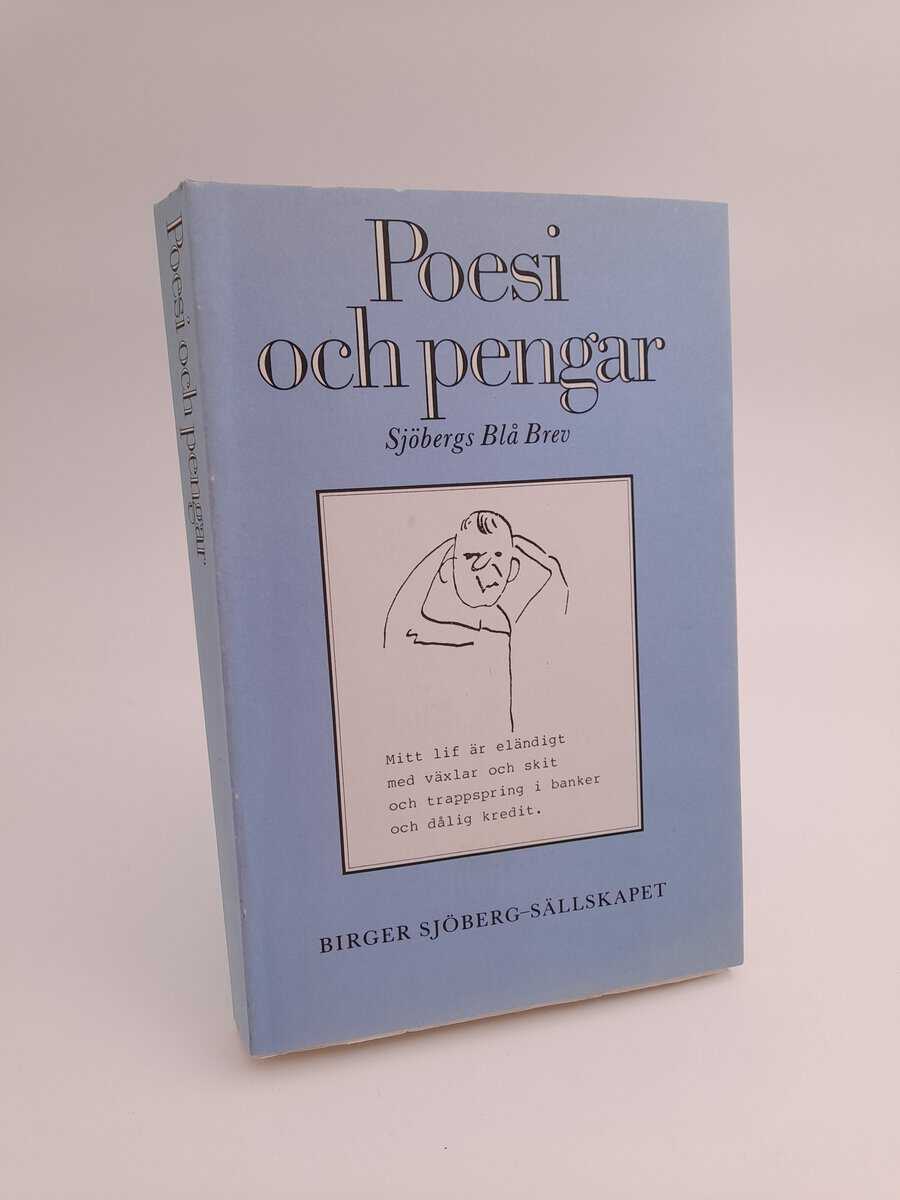 Poesi och pengar
Poesi
och pengar
Sjöbergs Blå Brev
Mitt lif är eländigt
med växlar och skit
och trappspring i banker
och dålig kredit.
BIRGER SJÖBERG-SÄLLSKAPET